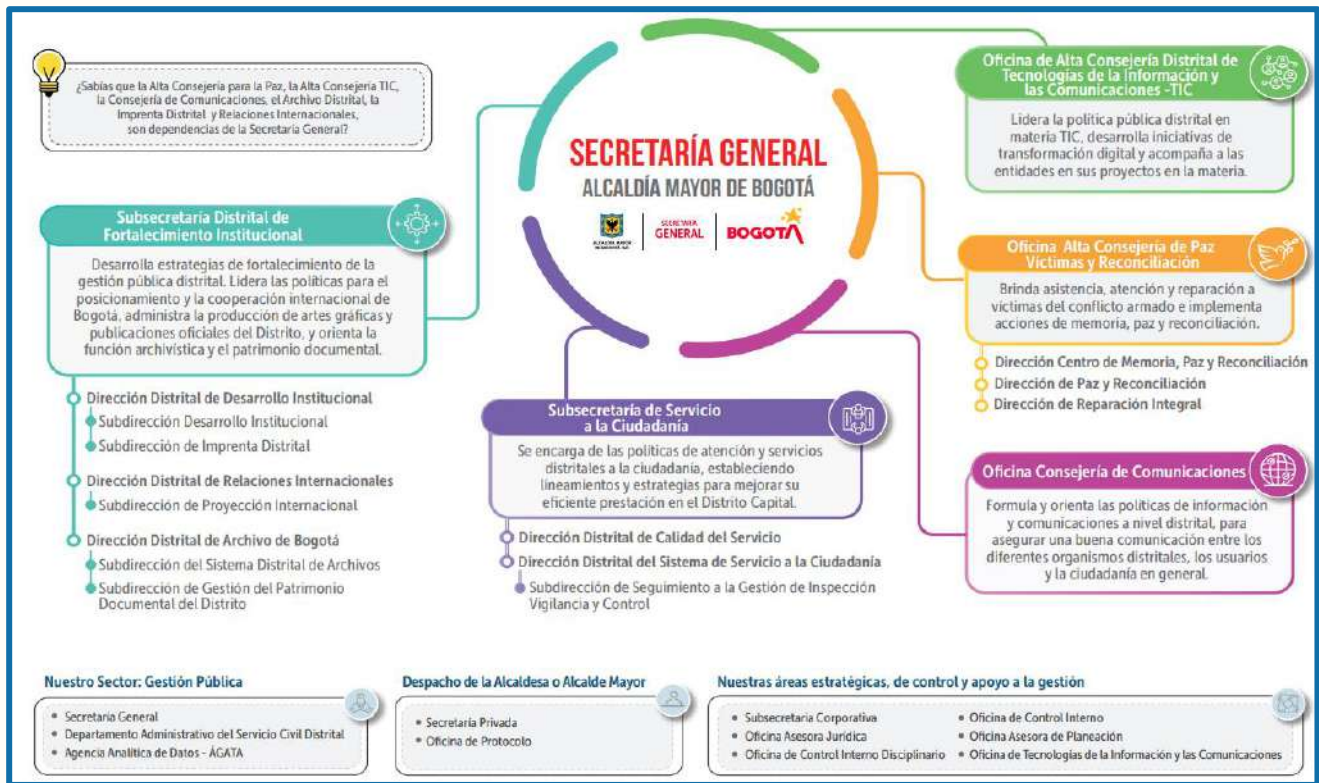 ¿Sabías que la Alta Consejería para la Paz, la Alta Consejería TIC,
la Consejería de Comunicaciones, el Archivo Distrital, la
Imprenta Distrital y Relaciones Internacionales,
son dependencias de la Secretaría General?
SECRETARÍA GENERAL
ALCALDÍA MAYOR DE BOGOTÁ
ALCALDÍA MAYOR
SECRETARÍA
GENERAL
BOGOTÁ
Subsecretaría Distrital de
Fortalecimiento Institucional
Desarrolla estrategias de fortalecimiento de la
gestión pública distrital. Lidera las políticas para el
posicionamiento y la cooperación internacional de
Bogotá, administra la producción de artes gráficas y
publicaciones oficiales del Distrito, y orienta la
función archivística y el patrimonio documental.
Dirección Distrital de Desarrollo Institucional
Subdirección Desarrollo Institucional
Subdirección de Imprenta Distrital
Dirección Distrital de Relaciones Internacionales
Subdirección de Proyección Internacional
Dirección Distrital de Archivo de Bogotá
Subdirección del Sistema Distrital de Archivos
Subdirección de Gestión del Patrimonio
Documental del Distrito
Subsecretaría de Servicio
a la Ciudadanía
Se encarga de las políticas de atención y servicios
distritales a la ciudadanía, estableciendo
lineamientos y estrategias para mejorar su
eficiente prestación en el Distrito Capital.
Dirección Distrital de Calidad del Servicio
Dirección Distrital del Sistema de Servicio a la Ciudadanía
Subdirección de Seguimiento a la Gestión de Inspección
Vigilancia y Control
Oficina de Alta Consejería Distrital de
Tecnologías de la Información y
las Comunicaciones -TIC
Lidera la política pública distrital en
materia TIC, desarrolla iniciativas de
transformación digital y acompaña a las
entidades en sus proyectos en la materia.
Oficina Alta Consejería de Paz
Víctimas y Reconciliación
Brinda asistencia, atención y reparación a
víctimas del conflicto armado e implementa
acciones de memoria, paz y reconciliación.
Dirección Centro de Memoria, Paz y Reconciliación
Dirección de Paz y Reconciliación
Dirección de Reparación Integral
Oficina Consejería de Comunicaciones
Formula y orienta las políticas de información
y comunicaciones a nivel distrital, para
asegurar una buena comunicación entre los
diferentes organismos distritales, los usuarios
y la ciudadanía en general.
Nuestro Sector: Gestión Pública
• Secretaría General
• Departamento Administrativo del Servicio Civil Distrital
• Agencia Analítica de Datos - ÁGATA
Despacho de la Alcaldesa o Alcalde Mayor
• Secretaría Privada
• Oficina de Protocolo
Nuestras áreas estratégicas, de control y apoyo a la gestión
• Subsecretaria Corporativa
• Oficina Asesora Jurídica
• Oficina de Control Interno Disciplinario
• Oficina de Control Interno
• Oficina Asesora de Planeación
• Oficina de Tecnologías de la Información y las Comunicaciones